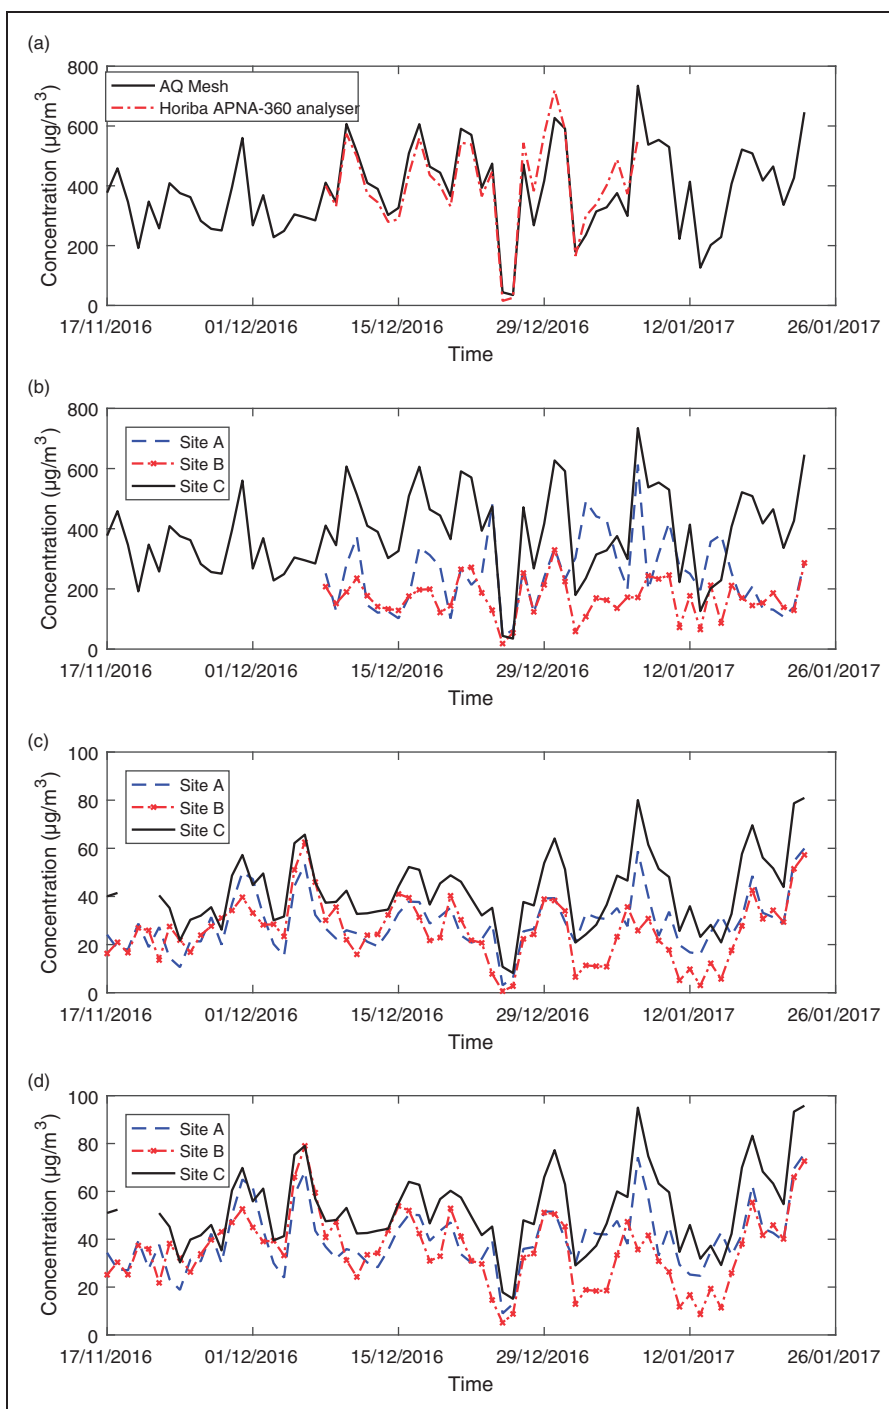 (a)
800
600
400
200
0
Concentration (µg/m³)
AQ Mesh
Horiba APNA-360 analyser
17/11/2016 01/12/2016 15/12/2016 29/12/2016 12/01/2017 26/01/2017
Time
(b)
800
600
400
200
0
Concentration (µg/m³)
Site A
Site B
Site C
17/11/2016 01/12/2016 15/12/2016 29/12/2016 12/01/2017 26/01/2017
Time
(c)
100
80
60
40
20
0
Concentration (µg/m³)
Site A
Site B
Site C
17/11/2016 01/12/2016 15/12/2016 29/12/2016 12/01/2017 26/01/2017
Time
(d)
100
80
60
40
20
0
Concentration (µg/m³)
Site A
Site B
Site C
17/11/2016 01/12/2016 15/12/2016 29/12/2016 12/01/2017 26/01/2017
Time